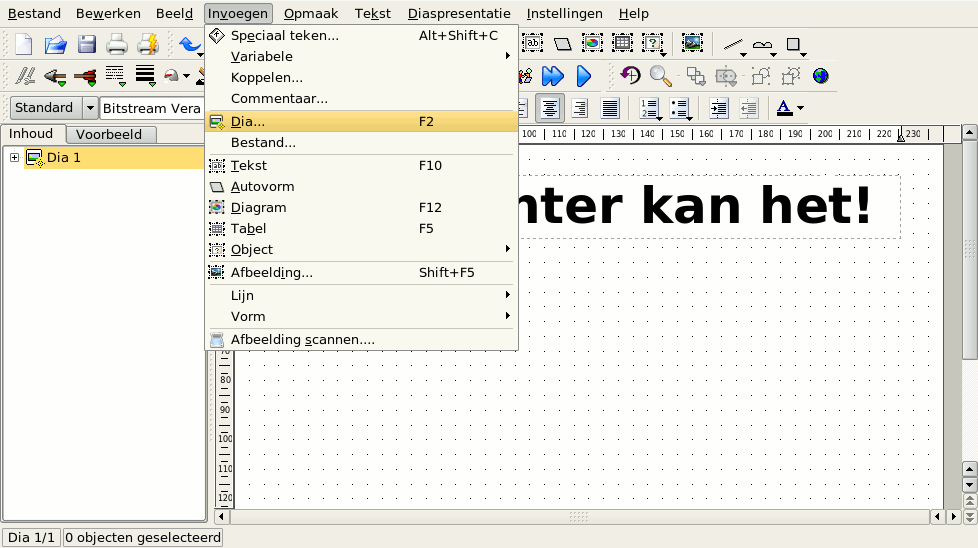 Bestand Bewerken Beeld Invoegen Opmaak Tekst Diaspresentatie Instellingen Help
Speciaal teken... Alt+Shift+C
Variabele
Koppelen...
Commentaar...
Dia... F2
Bestand...
Tekst F10
Autovorm
Diagram F12
Tabel F5
Object
Afbeelding... Shift+F5
Lijn
Vorm
Afbeelding scannen....
Standard Bitstream Vera
Inhoud Voorbeeld
Dia 1
100 110 120 130 140 150 160 170 180 190 200 210 220 230
nter kan het!
80
90
100
110
120
Dia 1/1 0 objecten geselecteerd